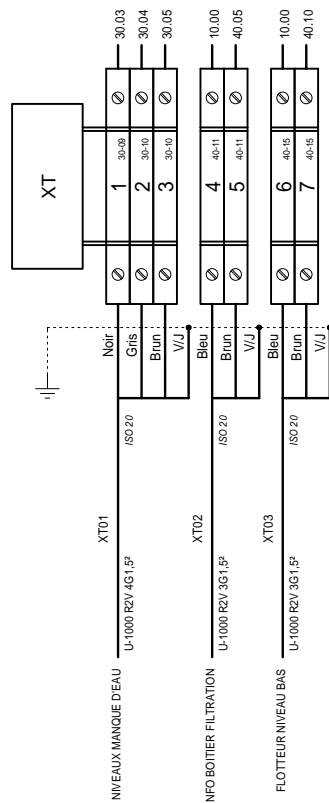 XT
Noir 1 30-09 30.03
NIVEAUX MANQUE D'EAU XT01 Gris 2 30-10 30.04
U-1000 R2V 4G1,5² ISO 20 Brun 3 30-10 30.05
V/J
Bleu 4 40-11 10.00
NFO BOITIER FILTRATION XT02 Brun 5 40-11 40.05
U-1000 R2V 3G1,5² ISO 20 V/J
Bleu 6 40-15 10.00
FLOTTEUR NIVEAU BAS XT03 Brun 7 40-15 40.10
U-1000 R2V 3G1,5² ISO 20 V/J